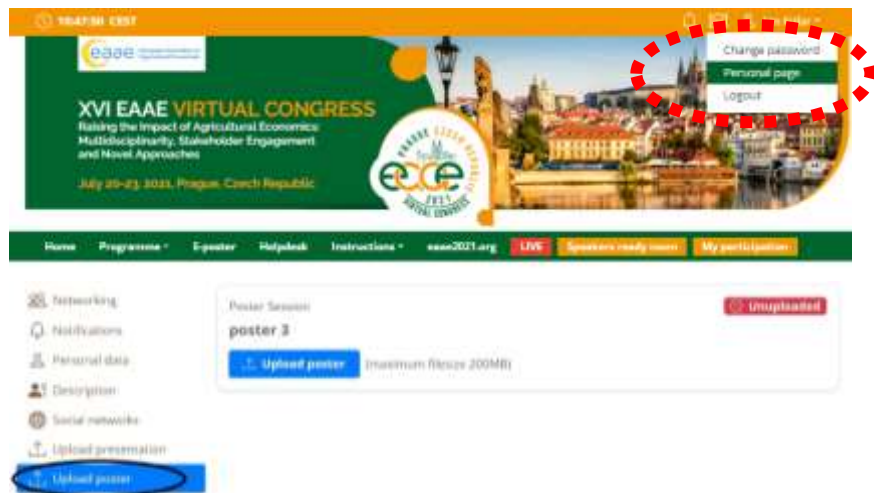 CEST
eaae
Change password
Personal page
Logout
XVI EAAE VIRTUAL CONGRESS
Raising the Impact of Agricultural Economics:
Multidisciplinarity, Stakeholder Engagement
and Novel Approaches
July 20-23, 2021, Prague, Czech Republic
PRAGUE CZECH REPUBLIC
eaae
2021
VIRTUAL CONGRESS
Home Programme E-poster Helpdesk Instructions eaae2021.org LIVE Speakers ready room My participation
Networking
Notifications
Personal data
Description
Social networks
Upload presentation
Upload poster
Poster Session
Unuploaded
poster 3
Upload poster (maximum filesize 200MB)